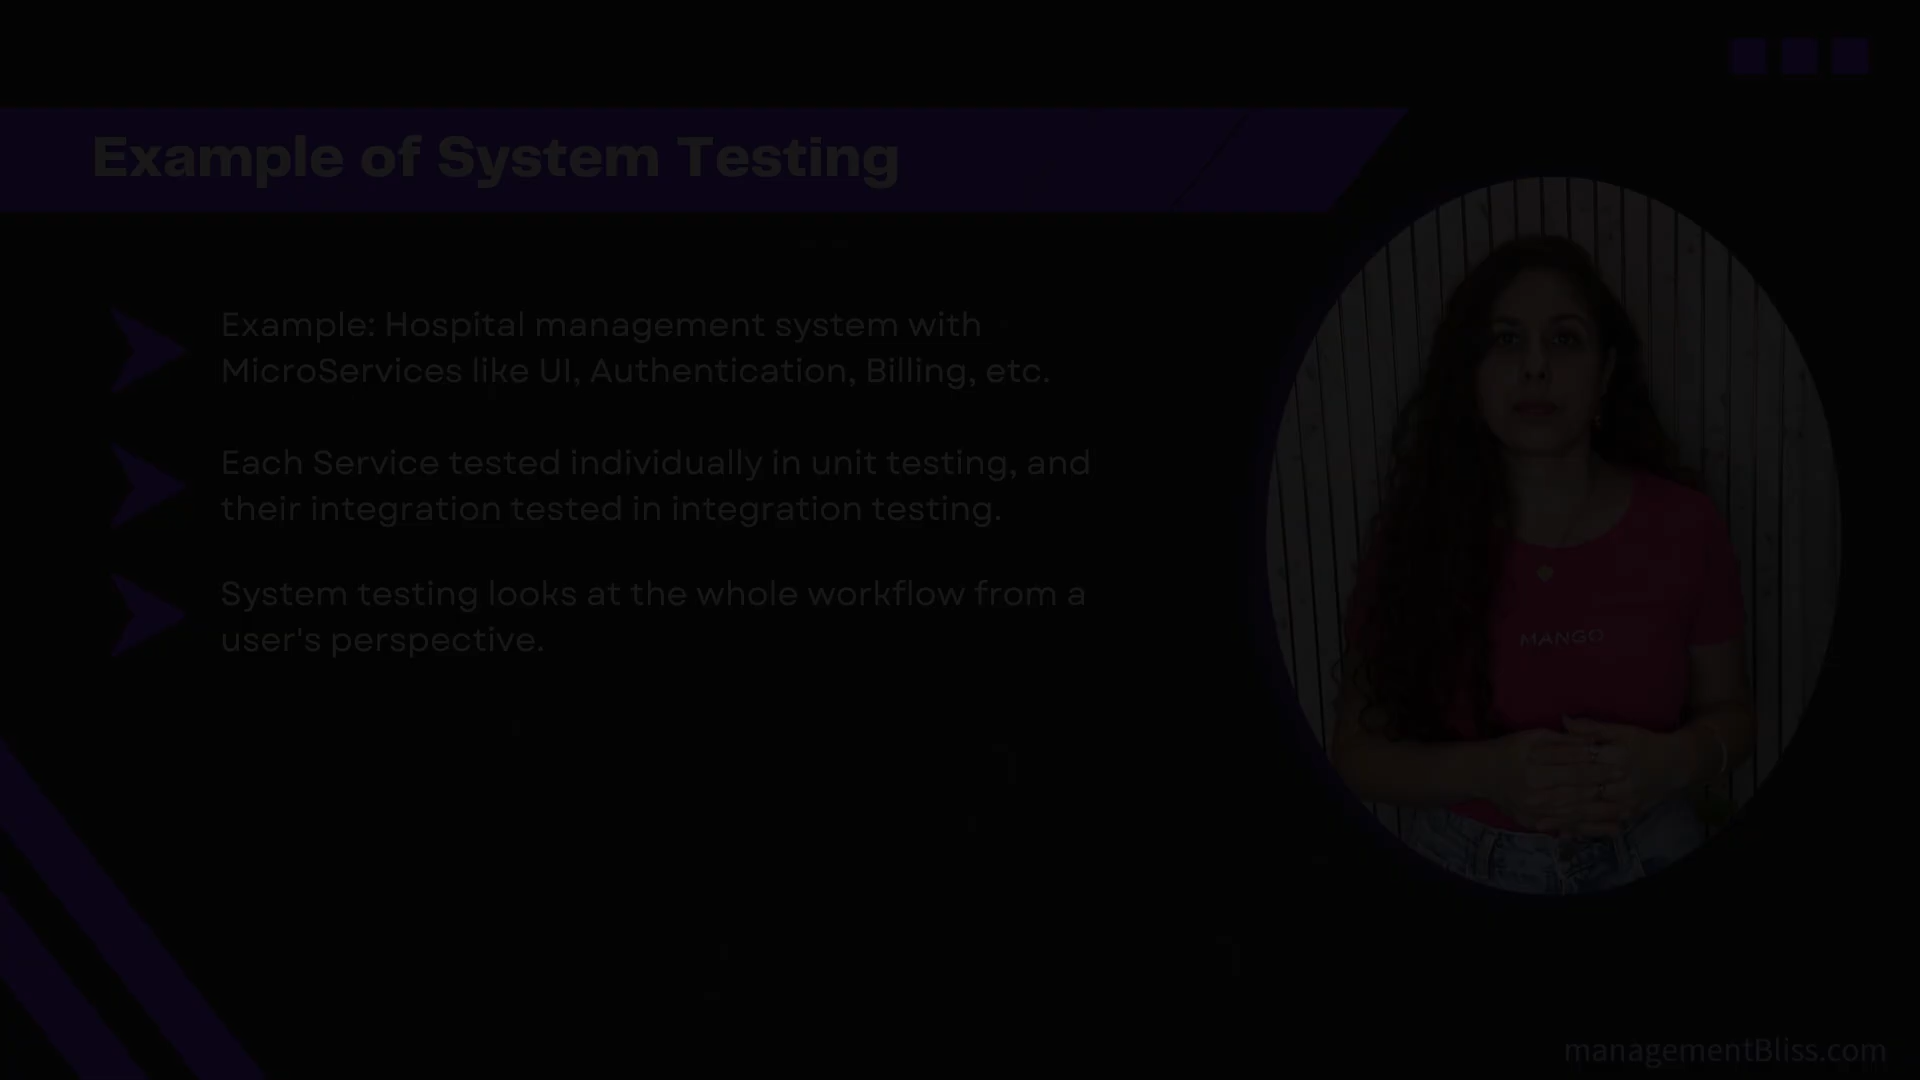 Example of System Testing
Example: Hospital management system with
MicroServices like UI, Authentication, Billing, etc.
Each Service tested individually in unit testing, and
their integration tested in integration testing.
System testing looks at the whole workflow from a
user's perspective.
MANGO
managementBliss.com